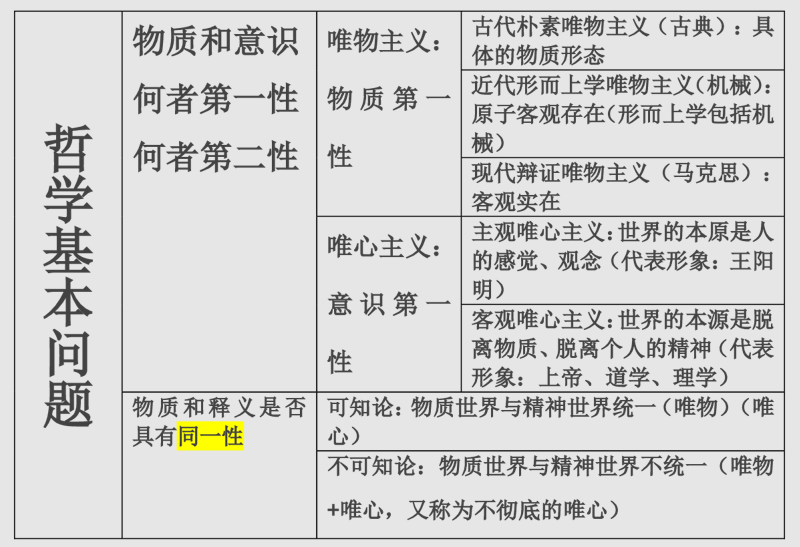 哲学基本问题
物质和意识
何者第一性
何者第二性
唯物主义：
物质第一
性
古代朴素唯物主义（古典）：具
体的物质形态
近代形而上学唯物主义（机械）：
原子客观存在（形而上学包括机
械）
现代辩证唯物主义（马克思）：
客观实在
唯心主义：
意识第一
性
主观唯心主义：世界的本原是人
的感觉、观念（代表形象：王阳
明）
客观唯心主义：世界的本源是脱
离物质、脱离个人的精神（代表
形象：上帝、道学、理学）
物质和释义是否
具有同一性
可知论：物质世界与精神世界统一（唯物）（唯
心）
不可知论：物质世界与精神世界不统一（唯物
+唯心，又称为不彻底的唯心）